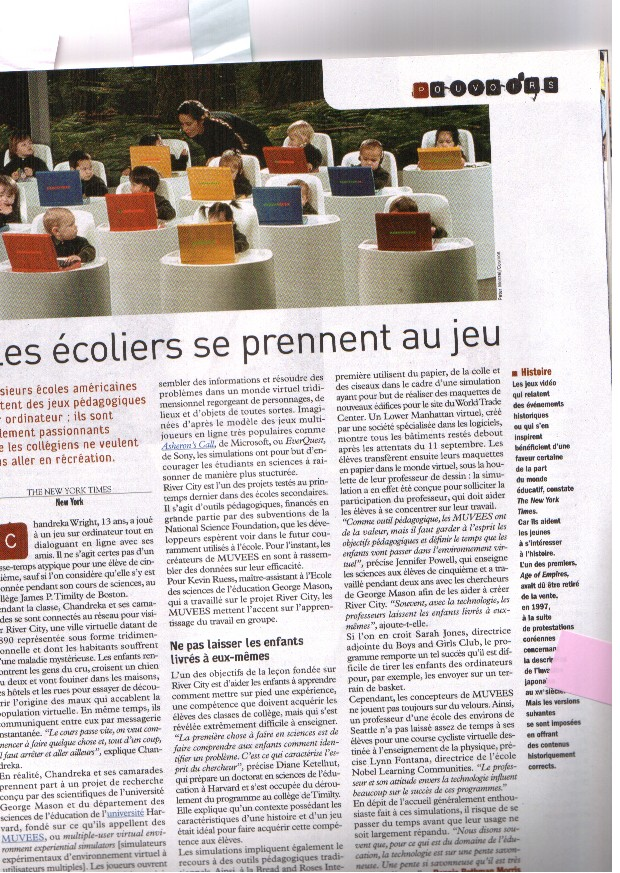 POUVOIRS
Peter Menzel/Cosmos
es écoliers se prennent au jeu
sieurs écoles américaines
tent des jeux pédagogiques
r ordinateur ; ils sont
lement passionnants
e les collégiens ne veulent
us aller en récréation.
THE NEW YORK TIMES
New York
C
handreka Wright, 13 ans, a joué
à un jeu sur ordinateur tout en
dialoguant en ligne avec ses
amis. Il ne s'agit certes pas d'un
sse-temps atypique pour une élève de cin-
ième, sauf si l'on considère qu'elle s'y est
onnée pendant son cours de sciences, au
llège James P. Timilty de Boston.
endant la classe, Chandreka et ses cama-
des se sont connectés au réseau pour visi-
r River City, une ville virtuelle datant de
890 représentée sous forme tridimen-
onnelle et dont les habitants souffrent
'une maladie mystérieuse. Les enfants ren-
ontrent les gens du cru, croisent un chien
u deux et vont fouiner dans les maisons,
es hôtels et les rues pour essayer de décou-
rir l'origine des maux qui accablent la
opulation virtuelle. En même temps, ils
ommuniquent entre eux par messagerie
nstantanée. "Le cours passe vite, on vient com-
mencer à faire quelque chose et, tout d'un coup,
il faut arrêter et aller ailleurs", explique Chan-
dreka.
En réalité, Chandreka et ses camarades
prennent part à un projet de recherche
conçu par des scientifiques de l'université
George Mason et du département des
sciences de l'éducation de l'université Har-
vard, fondé sur ce qu'ils appellent des
MUVEES, ou multiple-user virtual envi-
ronment experiential simulators [simulateurs
expérimentaux d'environnement virtuel à
utilisateurs multiples]. Les joueurs ouvrent
sembler des informations et résoudre des
problèmes dans un monde virtuel tridi-
mensionnel regorgeant de personnages, de
lieux et d'objets de toutes sortes. Imagi-
nées d'après le modèle des jeux multi-
joueurs en ligne très populaires comme
Asheron's Call, de Microsoft, ou EverQuest,
de Sony, les simulations ont pour but d'en-
courager les étudiants en sciences à rai-
sonner de manière plus stucturée.
River City est l'un des projets testés au prin-
temps dernier dans des écoles secondaires.
Il s'agit d'outils pédagogiques, financés en
grande partie par des subventions de la
National Science Foundation, que les déve-
loppeurs espèrent voir dans le futur cou-
ramment utilisés à l'école. Pour l'instant, les
créateurs de MUVEES en sont à rassem-
bler des données sur leur efficacité.
Pour Kevin Ruess, maître-assistant à l'Ecole
des sciences de l'éducation George Mason,
qui a travaillé sur le projet River City, les
MUVEES mettent l'accent sur l'appren-
tissage du travail en groupe.
Ne pas laisser les enfants
livrés à eux-mêmes
L'un des objectifs de la leçon fondée sur
River City est d'aider les enfants à apprendre
comment mettre sur pied une expérience,
une compétence que doivent acquérir les
élèves des classes de collège, mais qui s'est
révélée extrêmement difficile à enseigner.
"La première chose à faire en sciences est de
faire comprendre aux enfants comment iden-
tifier un problème. C'est ce qui caractérise l'es-
prit du chercheur", précise Diane Ketelhut,
qui prépare un doctorat en sciences de l'édu-
cation à Harvard et s'est occupée du dérou-
lement du programme au collège de Timilty.
Elle explique qu'un contexte possédant les
caractéristiques d'une histoire et d'un jeu
était idéal pour faire acquérir cette compé-
tence aux élèves.
Les simulations impliquent également le
recours à des outils pédagogiques tradi-
tionnels. Ainsi, à la Bread and Roses Inte-
première utilisent du papier, de la colle et
des ciseaux dans le cadre d'une simulation
ayant pour but de réaliser des maquettes de
nouveaux édifices pour le site du World Trade
Center. Un Lower Manhattan virtuel, créé
par une société spécialisée dans les logiciels,
montre tous les bâtiments restés debout
après les attentats du 11 septembre. Les
élèves transfèrent ensuite leurs maquettes
en papier dans le monde virtuel, sous la hou-
lette de leur professeur de dessin : la simu-
lation a en effet été conçue pour solliciter la
participation du professeur, qui doit aider
les élèves à se concentrer sur leur travail.
"Comme outil pédagogique, les MUVEES ont
de la valeur, mais il faut garder à l'esprit les
objectifs pédagogiques et définir le temps que les
enfants vont passer dans l'environnement vir-
tuel", précise Jennifer Powell, qui enseigne
les sciences aux élèves de cinquième et a tra-
vaillé pendant deux ans avec les chercheurs
de George Mason afin de les aider à créer
River City. "Souvent, avec la technologie, les
professeurs laissent les enfants livrés à eux-
mêmes", ajoute-t-elle.
Si l'on en croit Sarah Jones, directrice
adjointe du Boys and Girls Club, le pro-
gramme remporte un tel succès qu'il est dif-
ficile de tirer les enfants des ordinateurs
pour, par exemple, les envoyer sur un ter-
rain de basket.
Cependant, les concepteurs de MUVEES
ne jouent pas toujours sur du velours. Ainsi,
un professeur d'une école des environs de
Seattle n'a pas laissé assez de temps à ses
élèves pour une course cycliste virtuelle des-
tinée à l'enseignement de la physique, pré-
cise Lynn Fontana, directrice de l'école
Nobel Learning Communities. "Le profes-
seur et son attitude envers la technologie influent
beaucoup sur le succès de ces programmes."
En dépit de l'accueil généralement enthou-
siaste fait à ces simulations, il risque de se
passer du temps avant que leur usage ne
soit largement répandu. "Nous disons sou-
vent que, pour ce qui est du domaine de l'édu-
cation, la technologie est sur une pente savon-
neuse. Une pente si savonneuse qu'il est très
■ Histoire
Les jeux vidéo
qui relatent
des événements
historiques
ou qui s'en
inspirent
bénéficient d'une
faveur certaine
de la part
du monde
éducatif, constate
The New York
Times.
Car ils aident
les jeunes
à s'intéresser
à l'histoire.
L'un des premiers,
Age of Empires,
avait dû être retiré
de la vente,
en 1997,
à la suite
de protestations
coréennes
concernan
la descrip
de l'inva
japona
au XVIe siècle
Mais les versions
suivantes
se sont imposées
en offrant
des contenus
historiquement
corrects.